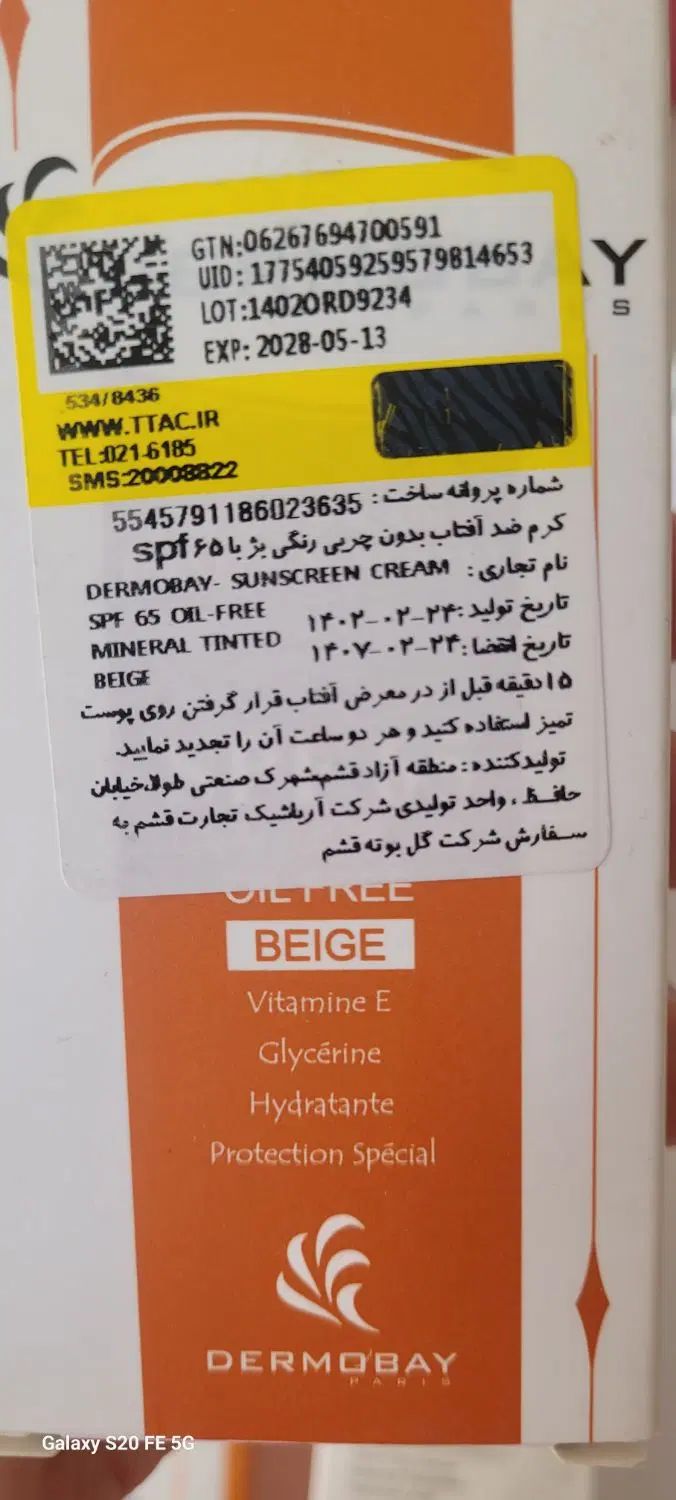 AY
S
GTN:06267694700591
UID: 17754059259579814653
LOT:1402ORD9234
EXP: 2028-05-13
534/8436
WWW.TTAC.IR
TEL:021-6185
SMS:20008822
شماره پروانه ساخت: 5545791186023635
کرم ضد آفتاب بدون چربی رنگی بژ با spf۶۵
نام تجاری: DERMOBAY- SUNSCREEN CREAM
SPF 65 OIL-FREE
تاریخ تولید:۱۴۰۲-۰۲-۲۴
MINERAL TINTED
تاریخ انقضا:۱۴۰۷-۰۲-۲۴
BEIGE
۱۵دقیقه قبل از در معرض آفتاب قرار گرفتن روی پوست
تمیز استفاده کنید و هر دو ساعت آن را تجدید نمایید.
تولیدکننده: منطقه آزاد قشم،شهرک صنعتی طولا،خیابان
حافظ، واحد تولیدی شرکت آریاشیک تجارت قشم به
سفارش شرکت گل بوته قشم
OIL FREE
BEIGE
Vitamine E
Glycérine
Hydratante
Protection Spécial
DERMO'BAY
PARIS
Galaxy S20 FE 5G